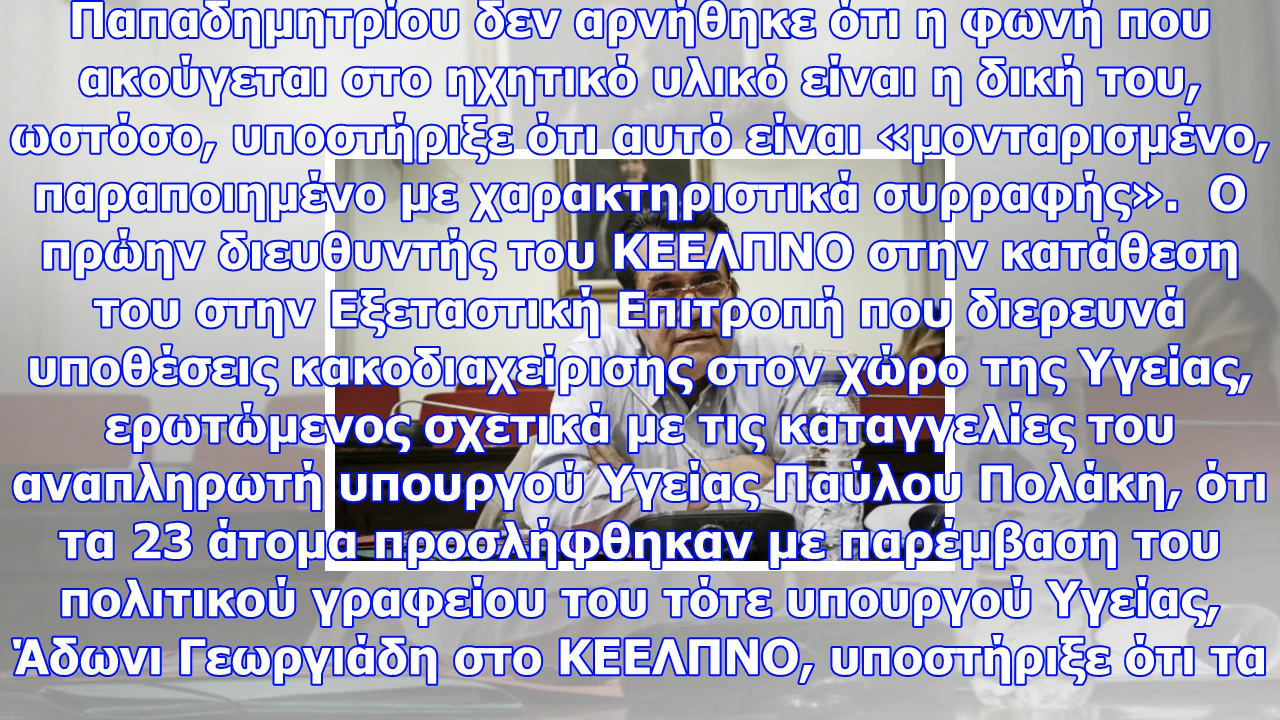 Παπαδημητρίου δεν αρνήθηκε ότι η φωνή που
ακούγεται στο ηχητικό υλικό είναι η δική του,
ωστόσο, υποστήριξε ότι αυτό είναι «μονταρισμένο,
παραποιημένο με χαρακτηριστικά συρραφής».  Ο
πρώην διευθυντής του ΚΕΕΛΠΝΟ στην κατάθεση
του στην Εξεταστική Επιτροπή που διερευνά
υποθέσεις κακοδιαχείρισης στον χώρο της Υγείας,
ερωτώμενος σχετικά με τις καταγγελίες του
αναπληρωτή υπουργού Υγείας Παύλου Πολάκη, ότι
τα 23 άτομα προσλήφθηκαν με παρέμβαση του
πολιτικού γραφείου του τότε υπουργού Υγείας,
Άδωνι Γεωργιάδη στο ΚΕΕΛΠΝΟ, υποστήριξε ότι τα